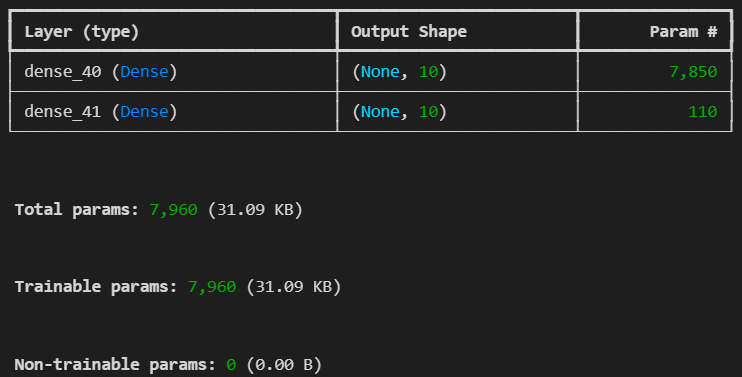 Layer (type) Output Shape Param #
dense_40 (Dense) (None, 10) 7,850
dense_41 (Dense) (None, 10) 110
Total params: 7,960 (31.09 KB)
Trainable params: 7,960 (31.09 KB)
Non-trainable params: 0 (0.00 B)